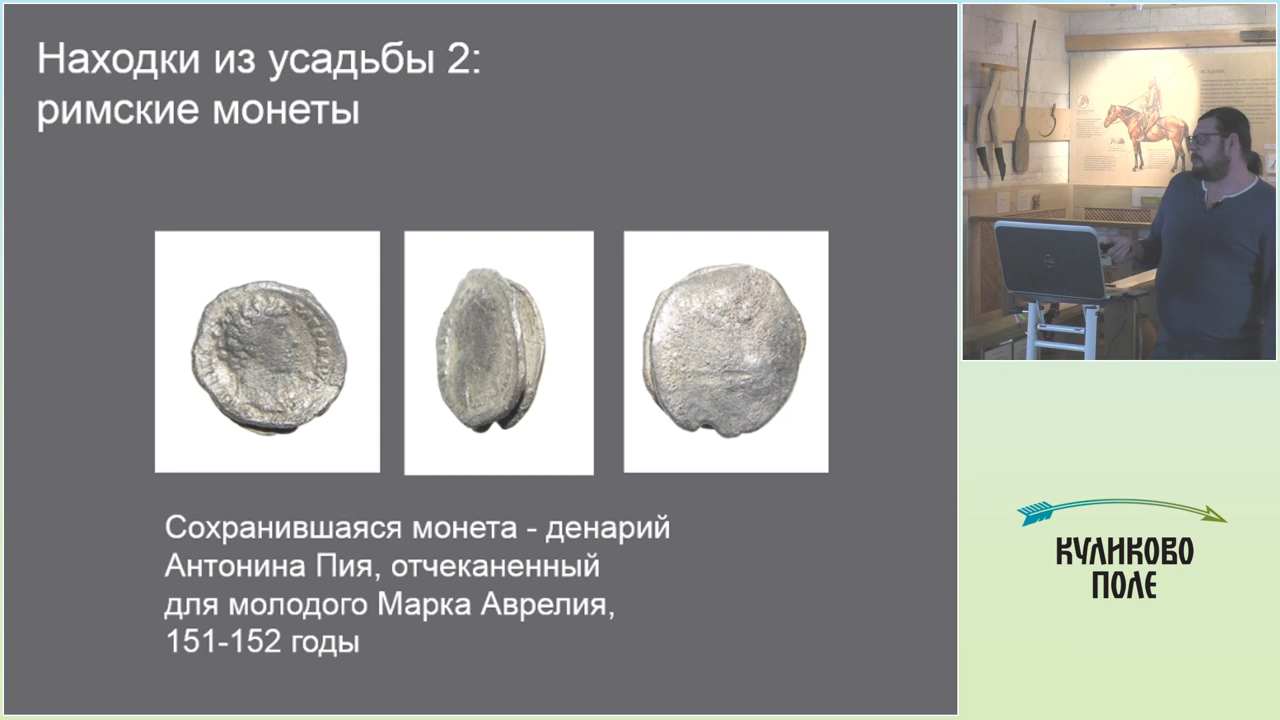 Находки из усадьбы 2:
римские монеты
Сохранившаяся монета - денарий
Антонина Пия, отчеканенный
для молодого Марка Аврелия,
151-152 годы
КУЛИКОВО
ПОЛЕ